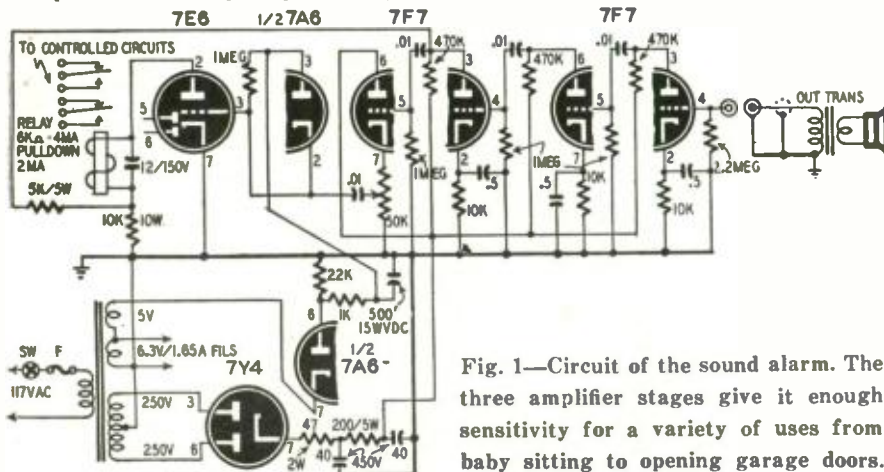 7E6
1/2 7A6
7F7
7F7
TO CONTROLLED CIRCUITS
2
1MEG
3
6
.01
470K
3
.01
470K
6
.01
470K
3
OUT TRANS
5
6
3
5
4
5
4
RELAY
6KΩ-4MA
PULLDOWN
2MA
12/150V
7
2
.01
7
1MEG
2
.5
1MEG
7
.5
2
.5
2.2MEG
5K/5W
10K
10W
50K
10K
10K
10K
22K
6
1K
500
15WVDC
5V
6.3V/1.65A FILS
1/2
7A6
7Y4
SW
F
117VAC
250V
3
250V
6
7
47
2W
7
200/5W
40
450V
40
Fig. 1—Circuit of the sound alarm. The
three amplifier stages give it enough
sensitivity for a variety of uses from
baby sitting to opening garage doors.